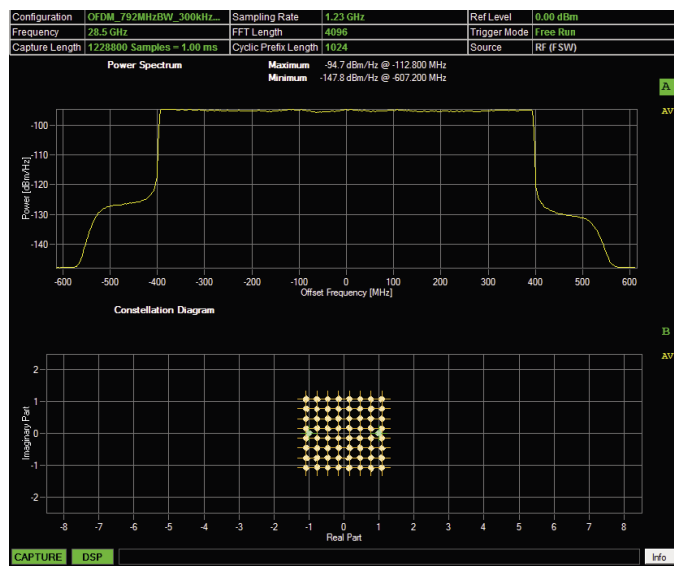 Configuration OFDM_792MHzBW_300kHz... Sampling Rate 1.23 GHz Ref Level 0.00 dBm
Frequency 28.5 GHz FFT Length 4096 Trigger Mode Free Run
Capture Length 1228800 Samples = 1.00 ms Cyclic Prefix Length 1024 Source RF (FSW)
Power Spectrum Maximum -94.7 dBm/Hz @ -112.800 MHz
Minimum -147.8 dBm/Hz @ -607.200 MHz
A
AV
Power [dBm/Hz]
-100
-110
-120
-130
-140
-600 -500 -400 -300 -200 -100 0 100 200 300 400 500 600
Offset Frequency [MHz]
Constellation Diagram
B
AV
Imaginary Part
2
1
0
-1
-2
-8 -7 -6 -5 -4 -3 -2 -1 0 1 2 3 4 5 6 7 8
Real Part
CAPTURE DSP Info